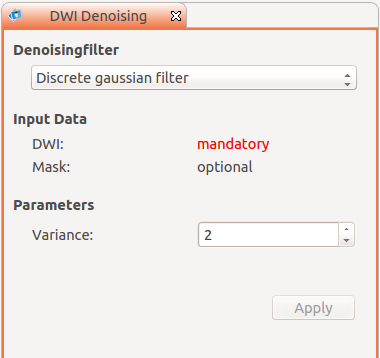 DWI Denoising
Denoisingfilter
Discrete gaussian filter
Input Data
DWI: mandatory
Mask: optional
Parameters
Variance: 2
Apply